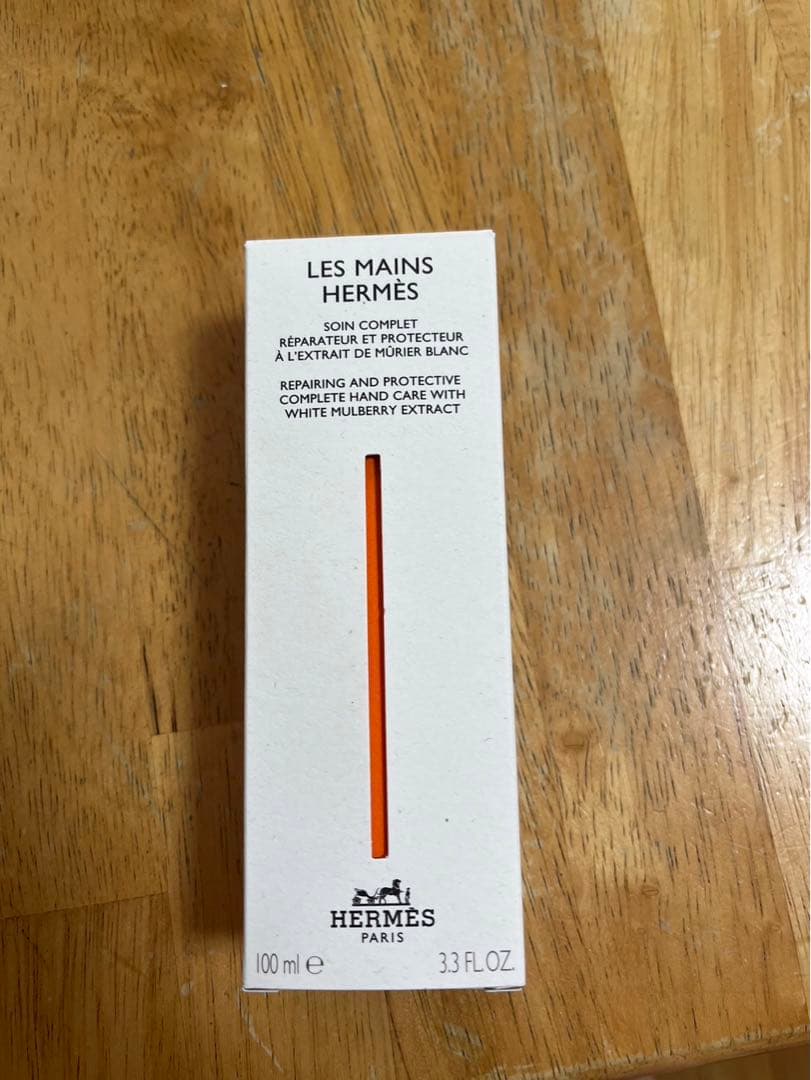 LES MAINS
HERMÈS
SOIN COMPLET
RÉPARATEUR ET PROTECTEUR
À L'EXTRAIT DE MÛRIER BLANC
REPAIRING AND PROTECTIVE
COMPLETE HAND CARE WITH
WHITE MULBERRY EXTRACT
HERMÈS
PARIS
100 ml ℮ 3.3 FL.OZ.